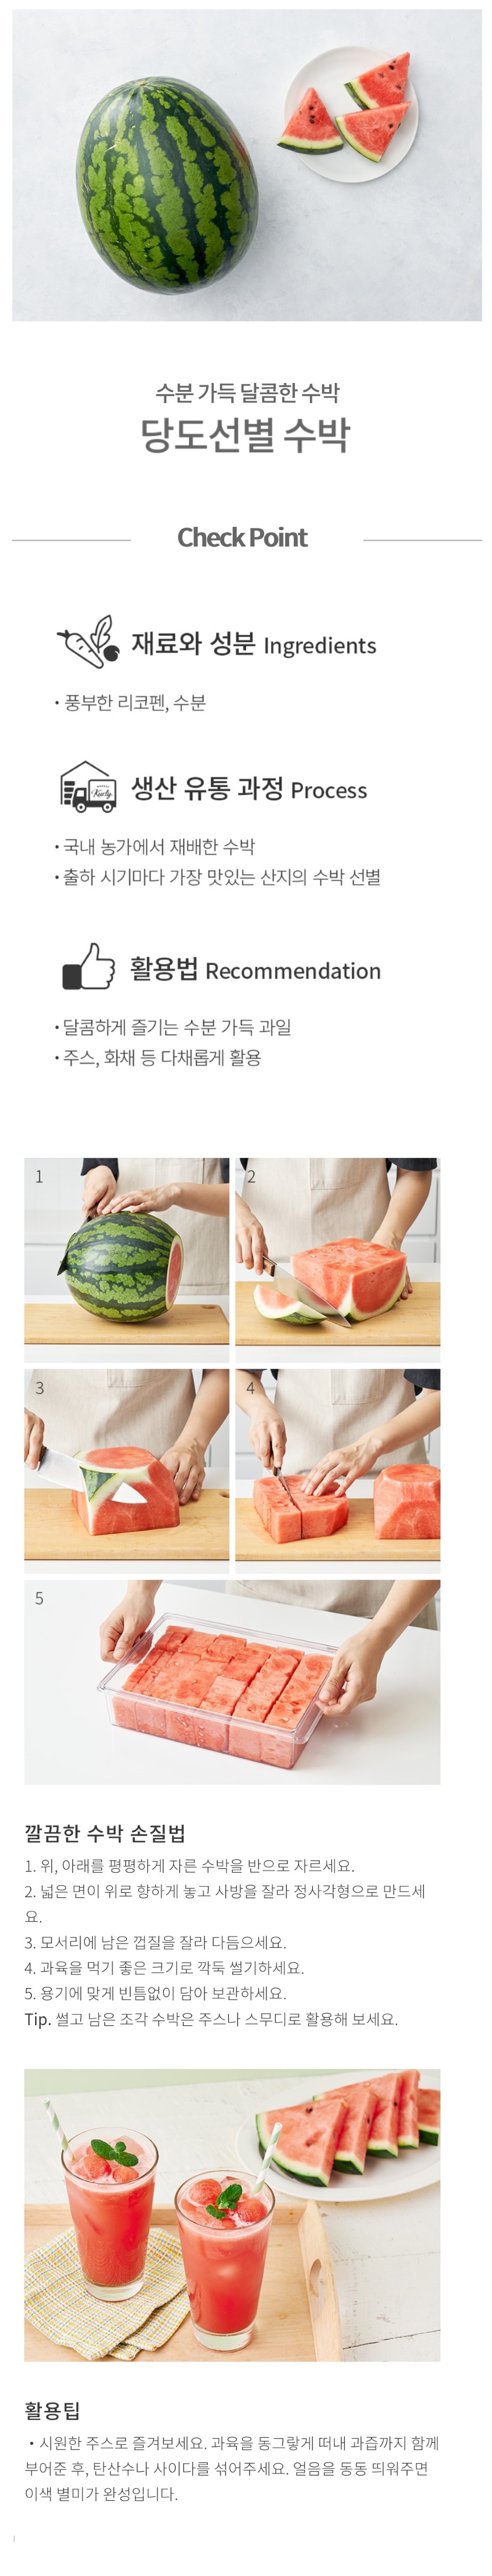 수분 가득 달콤한 수박
당도선별 수박
Check Point
재료와 성분 Ingredients
• 풍부한 리코펜, 수분
Kurly
생산 유통 과정 Process
• 국내 농가에서 재배한 수박
• 출하 시기마다 가장 맛있는 산지의 수박 선별
활용법 Recommendation
• 달콤하게 즐기는 수분 가득 과일
• 주스, 화채 등 다채롭게 활용
1
2
3
4
5
깔끔한 수박 손질법
1. 위, 아래를 평평하게 자른 수박을 반으로 자르세요.
2. 넓은 면이 위로 향하게 놓고 사방을 잘라 정사각형으로 만드세
요.
3. 모서리에 남은 껍질을 잘라 다듬으세요.
4. 과육을 먹기 좋은 크기로 깍둑 썰기하세요.
5. 용기에 맞게 빈틈없이 담아 보관하세요.
Tip. 썰고 남은 조각 수박은 주스나 스무디로 활용해 보세요.
활용팁
• 시원한 주스로 즐겨보세요. 과육을 동그랗게 떠내 과즙까지 함께
부어준 후, 탄산수나 사이다를 섞어주세요. 얼음을 동동 띄워주면
이색 별미가 완성입니다.